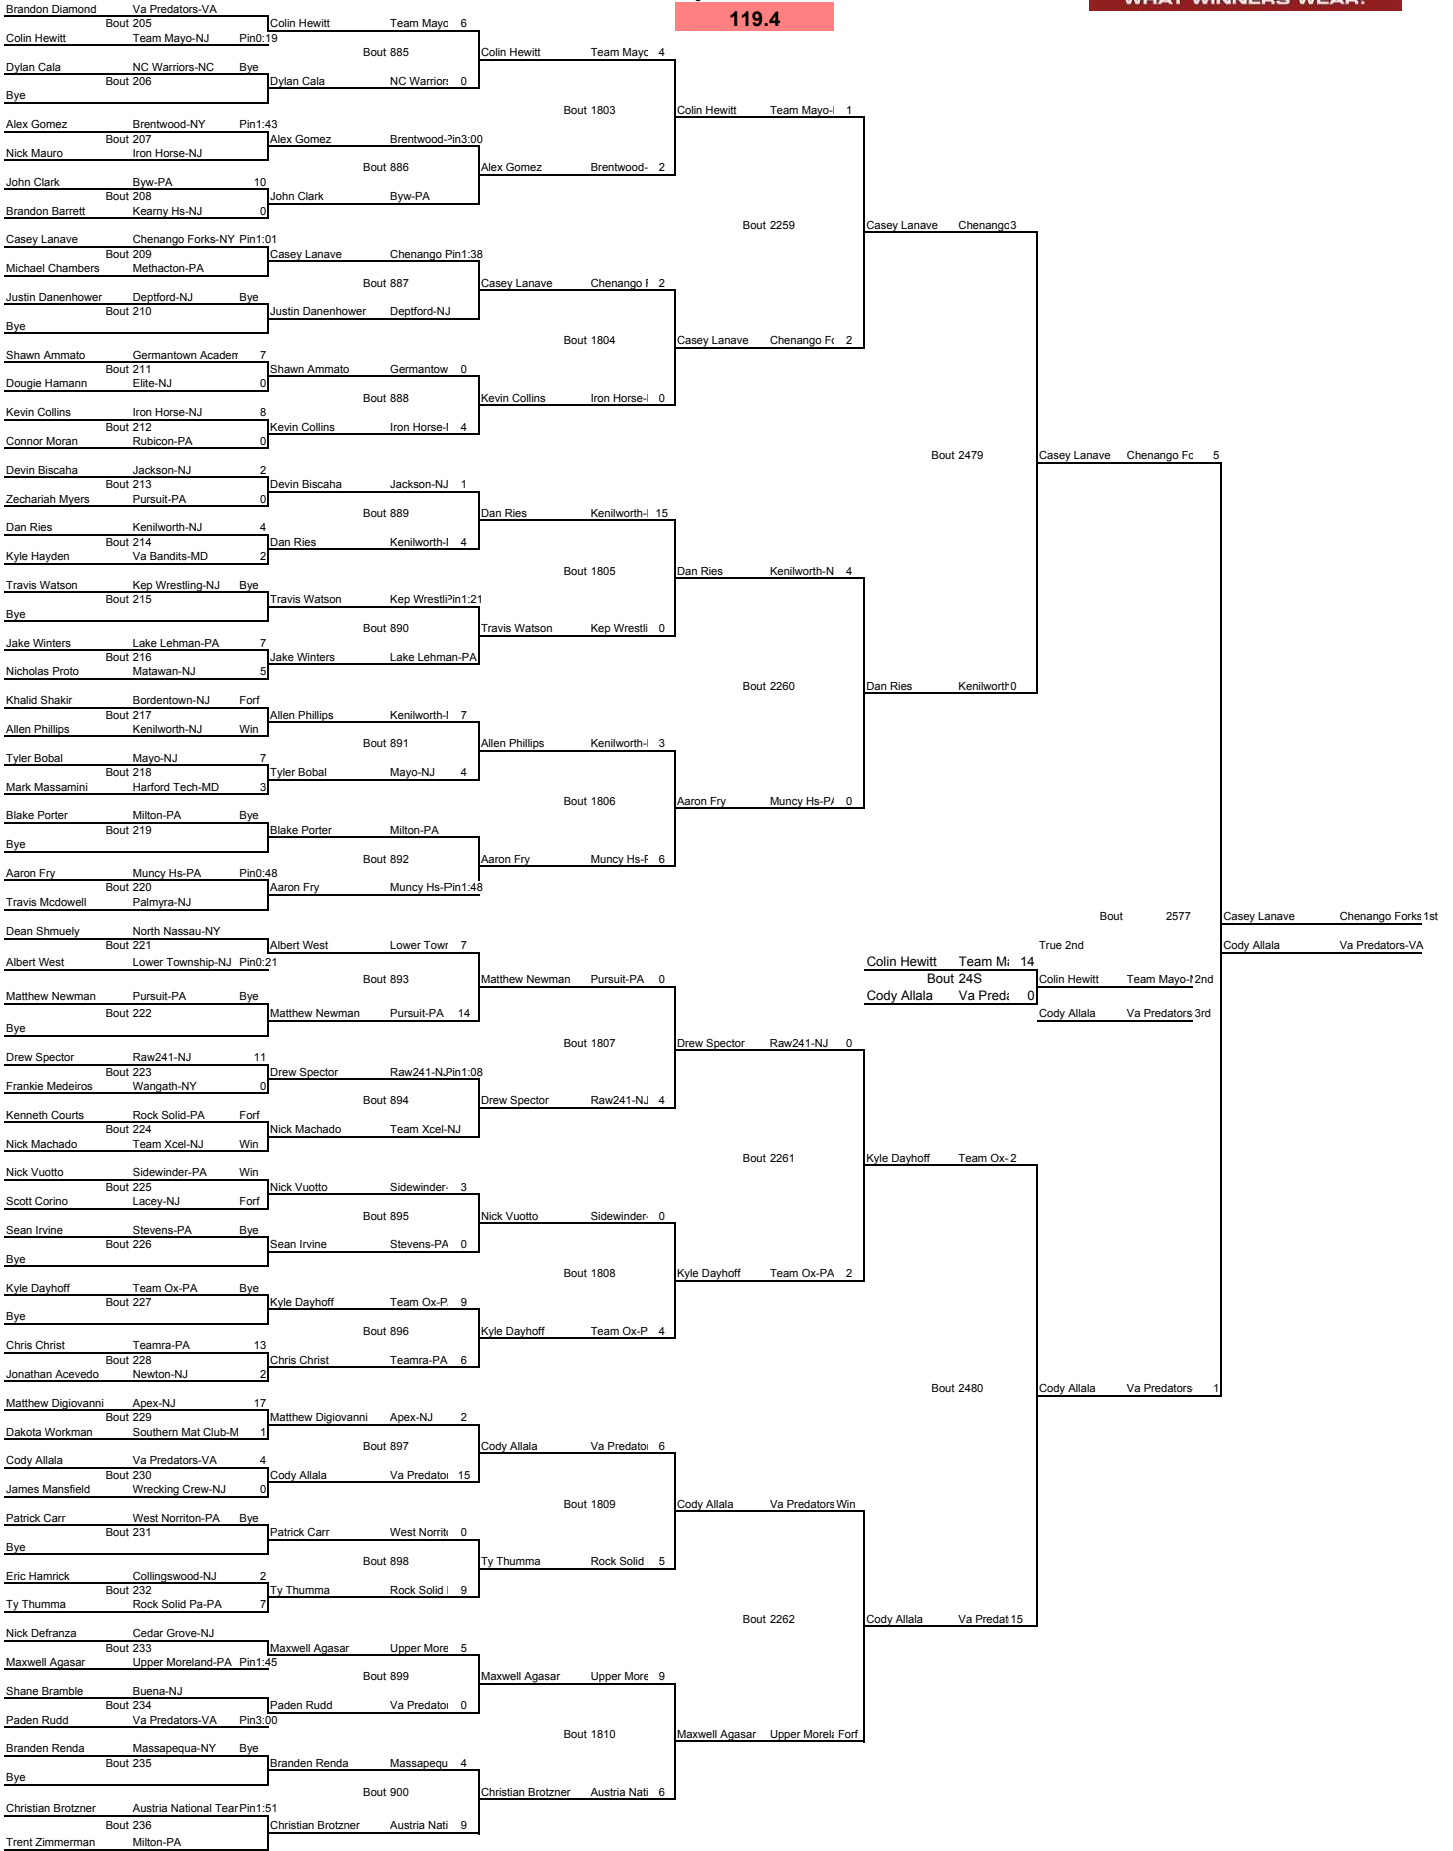 119.4
WHAT WINNERS WEAR.
Brandon Diamond Va Predators-VA
Bout 205
Colin Hewitt Team Mayo-NJ Pin0:19
Dylan Cala NC Warriors-NC Bye
Bout 206
Bye
Alex Gomez Brentwood-NY Pin1:43
Bout 207
Nick Mauro Iron Horse-NJ
John Clark Byw-PA 10
Bout 208
Brandon Barrett Kearny Hs-NJ 0
Casey Lanave Chenango Forks-NY Pin1:01
Bout 209
Michael Chambers Methacton-PA
Justin Danenhower Deptford-NJ Bye
Bout 210
Bye
Shawn Ammato Germantown Academ 7
Bout 211
Dougie Hamann Elite-NJ 0
Kevin Collins Iron Horse-NJ 8
Bout 212
Connor Moran Rubicon-PA 0
Devin Biscaha Jackson-NJ 2
Bout 213
Zechariah Myers Pursuit-PA 0
Dan Ries Kenilworth-NJ 4
Bout 214
Kyle Hayden Va Bandits-MD 2
Travis Watson Kep Wrestling-NJ Bye
Bout 215
Bye
Jake Winters Lake Lehman-PA 7
Bout 216
Nicholas Proto Matawan-NJ 5
Khalid Shakir Bordentown-NJ Forf
Bout 217
Allen Phillips Kenilworth-NJ Win
Tyler Bobal Mayo-NJ 7
Bout 218
Mark Massamini Harford Tech-MD 3
Blake Porter Milton-PA Bye
Bout 219
Bye
Aaron Fry Muncy Hs-PA Pin0:48
Bout 220
Travis Mcdowell Palmyra-NJ
Dean Shmuely North Nassau-NY
Bout 221
Albert West Lower Township-NJ Pin0:21
Matthew Newman Pursuit-PA Bye
Bout 222
Bye
Drew Spector Raw241-NJ 11
Bout 223
Frankie Medeiros Wangath-NY 0
Kenneth Courts Rock Solid-PA Forf
Bout 224
Nick Machado Team Xcel-NJ Win
Nick Vuotto Sidewinder-PA Win
Bout 225
Scott Corino Lacey-NJ Forf
Sean Irvine Stevens-PA Bye
Bout 226
Bye
Kyle Dayhoff Team Ox-PA Bye
Bout 227
Bye
Chris Christ Teamra-PA 13
Bout 228
Jonathan Acevedo Newton-NJ 2
Matthew Digiovanni Apex-NJ 17
Bout 229
Dakota Workman Southern Mat Club-M 1
Cody Allala Va Predators-VA 4
Bout 230
James Mansfield Wrecking Crew-NJ 0
Patrick Carr West Norriton-PA Bye
Bout 231
Bye
Eric Hamrick Collingswood-NJ 2
Bout 232
Ty Thumma Rock Solid Pa-PA 7
Nick Defranza Cedar Grove-NJ
Bout 233
Maxwell Agasar Upper Moreland-PA Pin1:45
Shane Bramble Buena-NJ
Bout 234
Paden Rudd Va Predators-VA Pin3:00
Branden Renda Massapequa-NY Bye
Bout 235
Bye
Christian Brotzner Austria National Tear Pin1:51
Bout 236
Trent Zimmerman Milton-PA
Colin Hewitt Team Mayo 6
Bout 885
Dylan Cala NC Warriors 0
Alex Gomez Brentwood- Pin3:00
Bout 886
John Clark Byw-PA
Casey Lanave Chenango Pin1:38
Bout 887
Justin Danenhower Deptford-NJ
Shawn Ammato Germantow 0
Bout 888
Kevin Collins Iron Horse- 4
Devin Biscaha Jackson-NJ 1
Bout 889
Dan Ries Kenilworth- 4
Travis Watson Kep Wrestli Pin1:21
Bout 890
Jake Winters Lake Lehman-PA
Allen Phillips Kenilworth- 7
Bout 891
Tyler Bobal Mayo-NJ 4
Blake Porter Milton-PA
Bout 892
Aaron Fry Muncy Hs-Pin1:48
Albert West Lower Town 7
Bout 893
Matthew Newman Pursuit-PA 14
Drew Spector Raw241-NJ Pin1:08
Bout 894
Nick Machado Team Xcel-NJ
Nick Vuotto Sidewinder- 3
Bout 895
Sean Irvine Stevens-PA 0
Kyle Dayhoff Team Ox-P 9
Bout 896
Chris Christ Teamra-PA 6
Matthew Digiovanni Apex-NJ 2
Bout 897
Cody Allala Va Predator 15
Patrick Carr West Norrit 0
Bout 898
Ty Thumma Rock Solid 9
Maxwell Agasar Upper More 5
Bout 899
Paden Rudd Va Predator 0
Branden Renda Massapequ 4
Bout 900
Christian Brotzner Austria Nati 9
Colin Hewitt Team Mayo 4
Bout 1803
Alex Gomez Brentwood- 2
Casey Lanave Chenango 2
Bout 1804
Kevin Collins Iron Horse- 0
Dan Ries Kenilworth- 15
Bout 1805
Travis Watson Kep Wrestli 0
Allen Phillips Kenilworth- 3
Bout 1806
Aaron Fry Muncy Hs-P 6
Matthew Newman Pursuit-PA 0
Bout 1807
Drew Spector Raw241-NJ 4
Nick Vuotto Sidewinder- 0
Bout 1808
Kyle Dayhoff Team Ox-P 4
Cody Allala Va Predator 6
Bout 1809
Ty Thumma Rock Solid 5
Maxwell Agasar Upper More 9
Bout 1810
Christian Brotzner Austria Nati 6
Colin Hewitt Team Mayo- 1
Bout 2259
Casey Lanave Chenango Fo 2
Dan Ries Kenilworth-N 4
Bout 2260
Aaron Fry Muncy Hs-PA 0
Drew Spector Raw241-NJ 0
Bout 2261
Kyle Dayhoff Team Ox-PA 2
Cody Allala Va Predators Win
Bout 2262
Maxwell Agasar Upper Morela Forf
Casey Lanave Chenango 3
Bout 2479
Dan Ries Kenilworth 0
Kyle Dayhoff Team Ox- 2
Bout 2480
Cody Allala Va Predat 15
Casey Lanave Chenango Fo 5
Bout 2577
Cody Allala Va Predators 1
Casey Lanave Chenango Forks 1st
Cody Allala Va Predators-VA
True 2nd
Colin Hewitt Team Ma 14
Bout 24S
Cody Allala Va Preda 0
Colin Hewitt Team Mayo-N 2nd
Cody Allala Va Predators 3rd